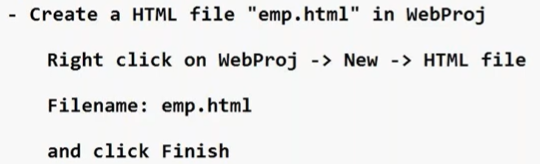 - Create a HTML file "emp.html" in WebProj
Right click on WebProj -> New -> HTML file
Filename: emp.html
and click Finish